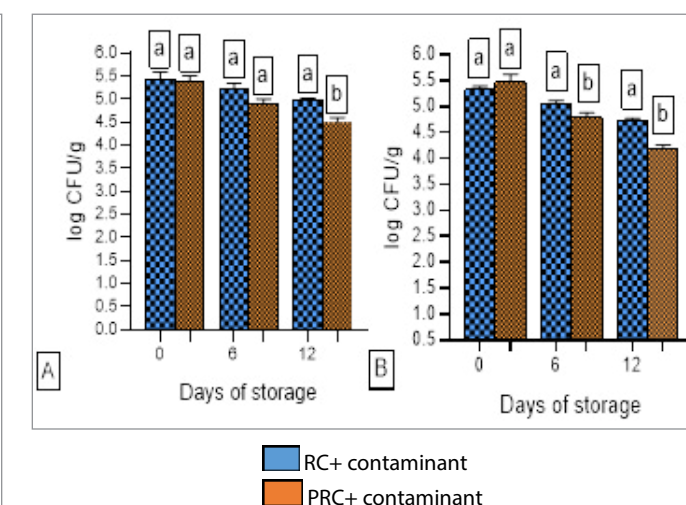 a a a a a b
6.0
5.5
5.0
4.5
4.0
3.5
3.0
2.5
2.0
1.5
1.0
0.5
0.0
log CFU/g
0 6 12
Days of storage
A
a a a b a b
6.0
5.5
5.0
4.5
4.0
3.5
3.0
2.5
2.0
1.5
1.0
0.5
log CFU/g
0 6 12
Days of storage
B
RC+ contaminant
PRC+ contaminant